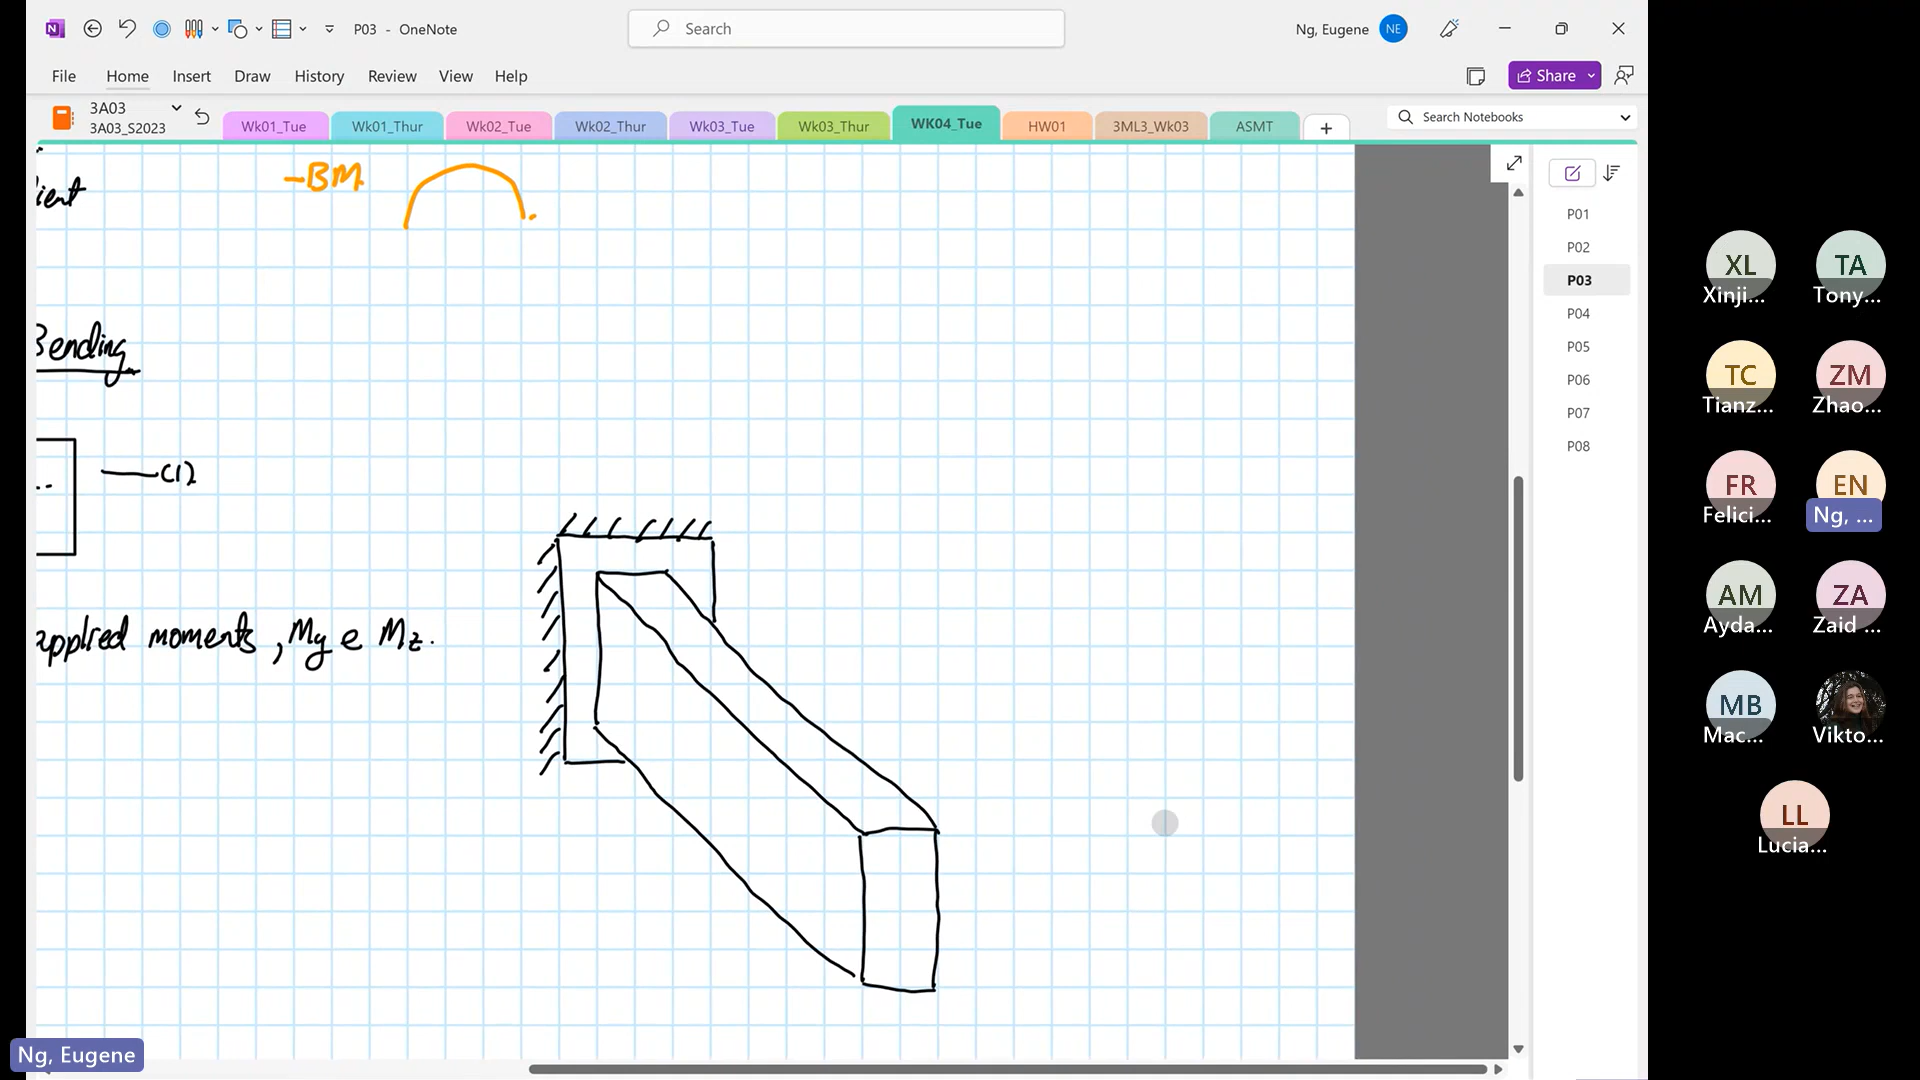 P03 - OneNote
Search
Ng, Eugene
NE
File
Home
Insert
Draw
History
Review
View
Help
Share
3A03
3A03_S2023
Wk01_Tue
Wk01_Thur
Wk02_Tue
Wk02_Thur
Wk03_Tue
Wk03_Thur
WK04_Tue
HW01
3ML3_Wk03
ASMT
Search Notebooks
ient
-BM
Bending
(1)
applied moments, My e Mz.
P01
P02
P03
P04
P05
P06
P07
P08
XL
Xinji...
TA
Tony...
TC
Tianz...
ZM
Zhao...
FR
Felici...
EN
Ng, ...
AM
Ayda...
ZA
Zaid ...
MB
Mac...
Vikto...
LL
Lucia...
Ng, Eugene